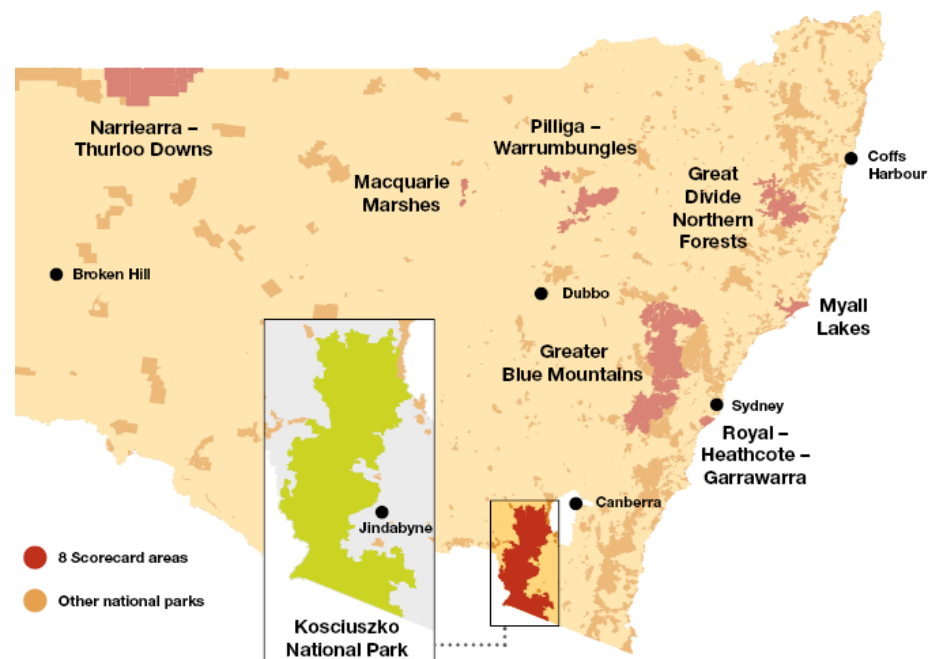 Narriearra –
Thurloo Downs
Pilliga –
Warrumbungles
Macquarie
Marshes
Great
Divide
Northern
Forests
Coffs
Harbour
Broken Hill
Dubbo
Myall
Lakes
Greater
Blue Mountains
Sydney
Royal –
Heathcote –
Garrawarra
Canberra
Jindabyne
8 Scorecard areas
Other national parks
Kosciuszko
National Park